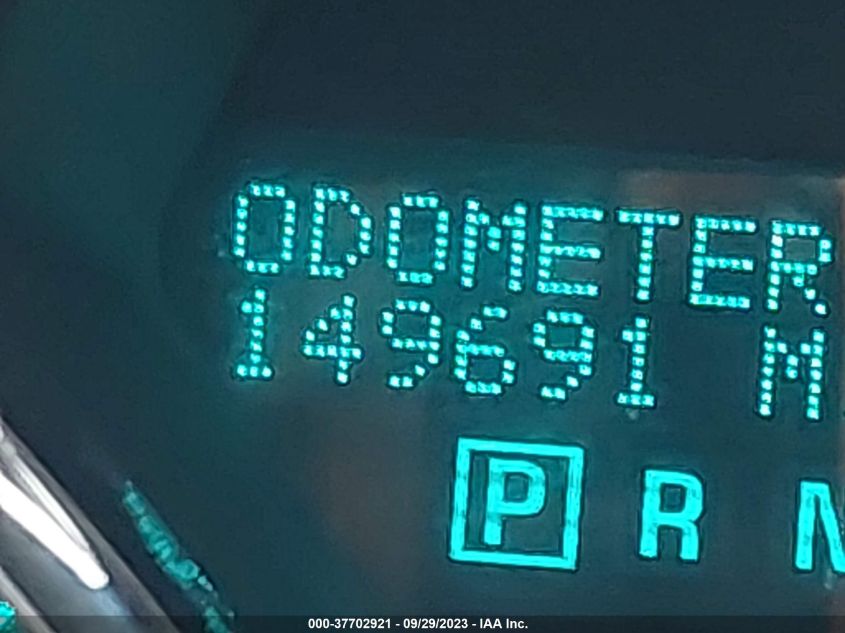 ODOMETER
149691 M
P R N
000-37702921 - 09/29/2023 - IAA Inc.